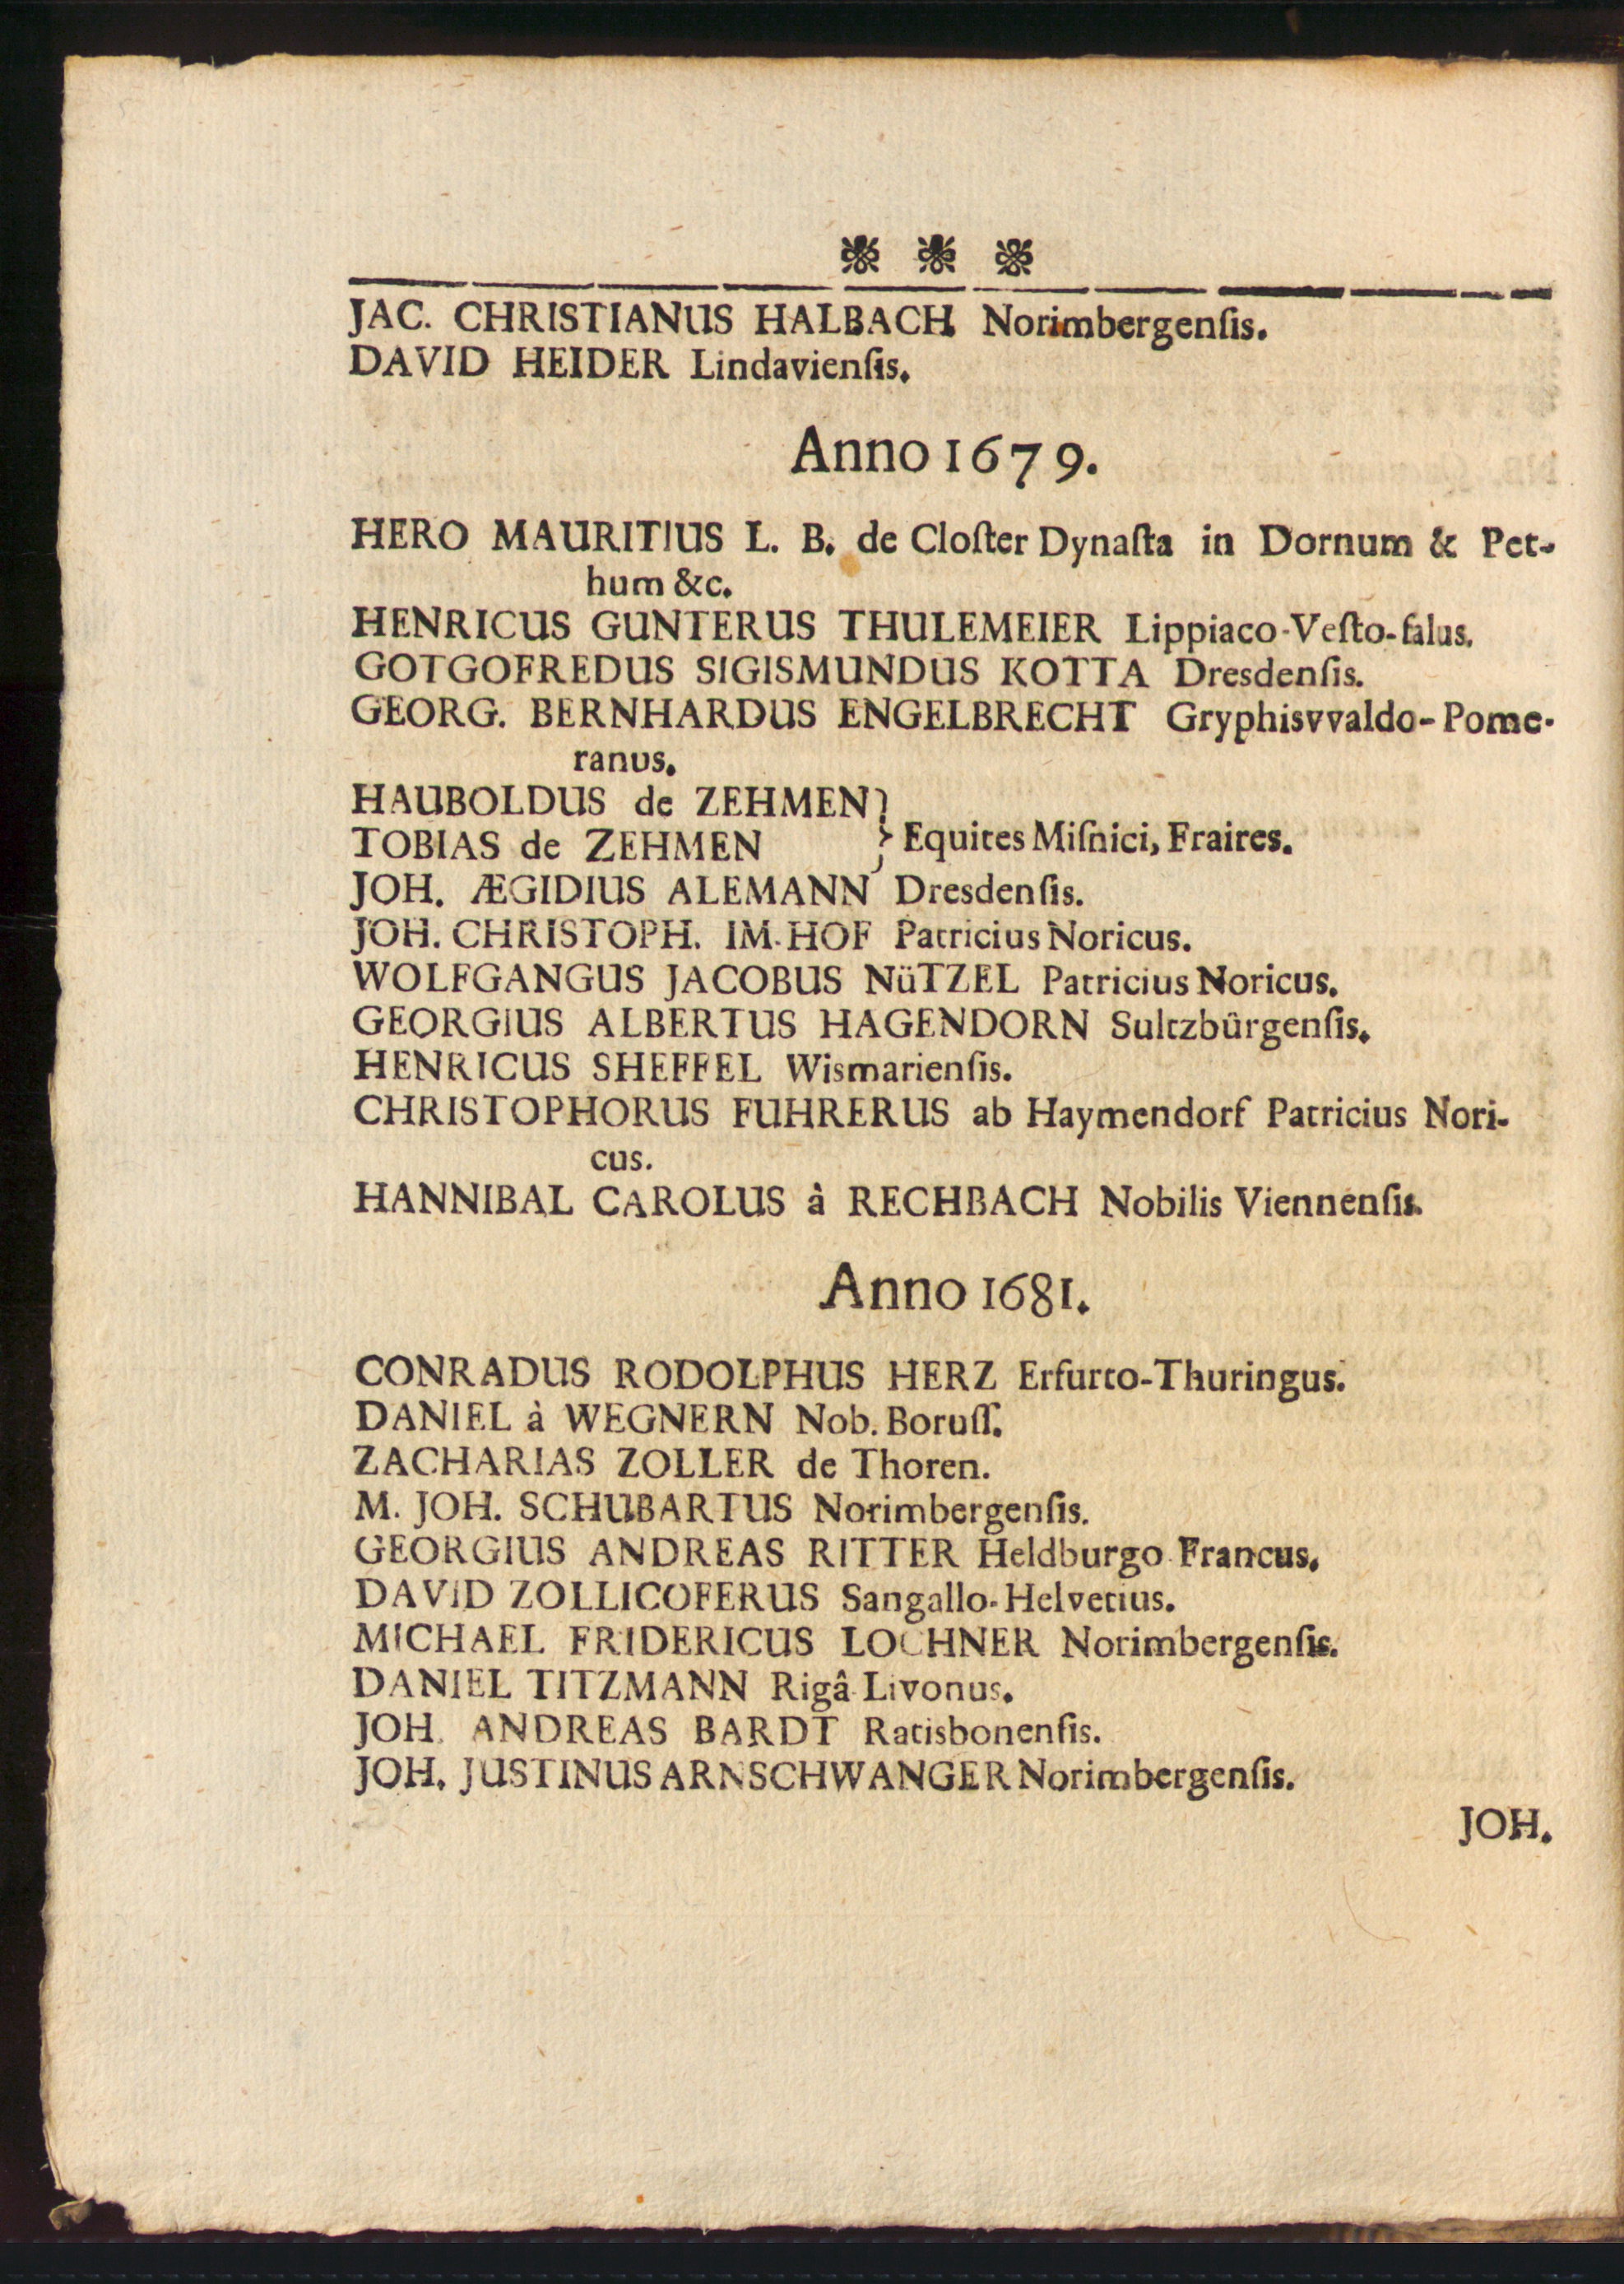 JAC. CHRISTIANUS HALBACH Norimbergenſis.
DAVID HEIDER Lindavienſis.
Anno 1679.
HERO MAURITIUS L. B. de Cloſter Dynaſta in Dornum & Pet-
hum &c.
HENRICUS GUNTERUS THULEMEIER Lippiaco-Veſto-falus.
GOTGOFREDUS SIGISMUNDUS KOTTA Dresdenſis.
GEORG. BERNHARDUS ENGELBRECHT Gryphisvvaldo-Pome-
ranus.
HAUBOLDUS de ZEHMEN }
TOBIAS de ZEHMEN } Equites Miſnici, Fraires.
JOH. ÆGIDIUS ALEMANN Dresdenſis.
JOH. CHRISTOPH. IM-HOF Patricius Noricus.
WOLFGANGUS JACOBUS NüTZEL Patricius Noricus.
GEORGIUS ALBERTUS HAGENDORN Sultzbürgenſis.
HENRICUS SHEFFEL Wismarienſis.
CHRISTOPHORUS FUHRERUS ab Haymendorf Patricius Nori-
cus.
HANNIBAL CAROLUS à RECHBACH Nobilis Viennenſis.
Anno 1681.
CONRADUS RODOLPHUS HERZ Erfurto-Thuringus.
DANIEL à WEGNERN Nob. Boruſſ.
ZACHARIAS ZOLLER de Thoren.
M. JOH. SCHUBARTUS Norimbergenſis.
GEORGIUS ANDREAS RITTER Heldburgo-Francus.
DAVID ZOLLICOFERUS Sangallo-Helvetius.
MICHAEL FRIDERICUS LOCHNER Norimbergenſis.
DANIEL TITZMANN Rigâ-Livonus.
JOH. ANDREAS BARDT Ratisbonenſis.
JOH. JUSTINUS ARNSCHWANGER Norimbergenſis.
JOH.